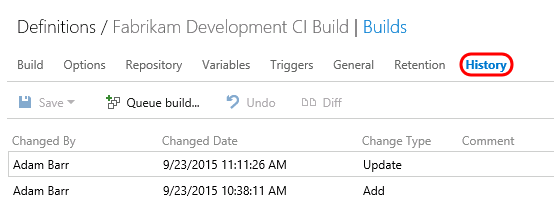 Definitions / Fabrikam Development CI Build | Builds
Build Options Repository Variables Triggers General Retention History
Save Queue build... Undo Diff
Changed By Changed Date Change Type Comment
Adam Barr 9/23/2015 11:11:26 AM Update
Adam Barr 9/23/2015 10:38:11 AM Add